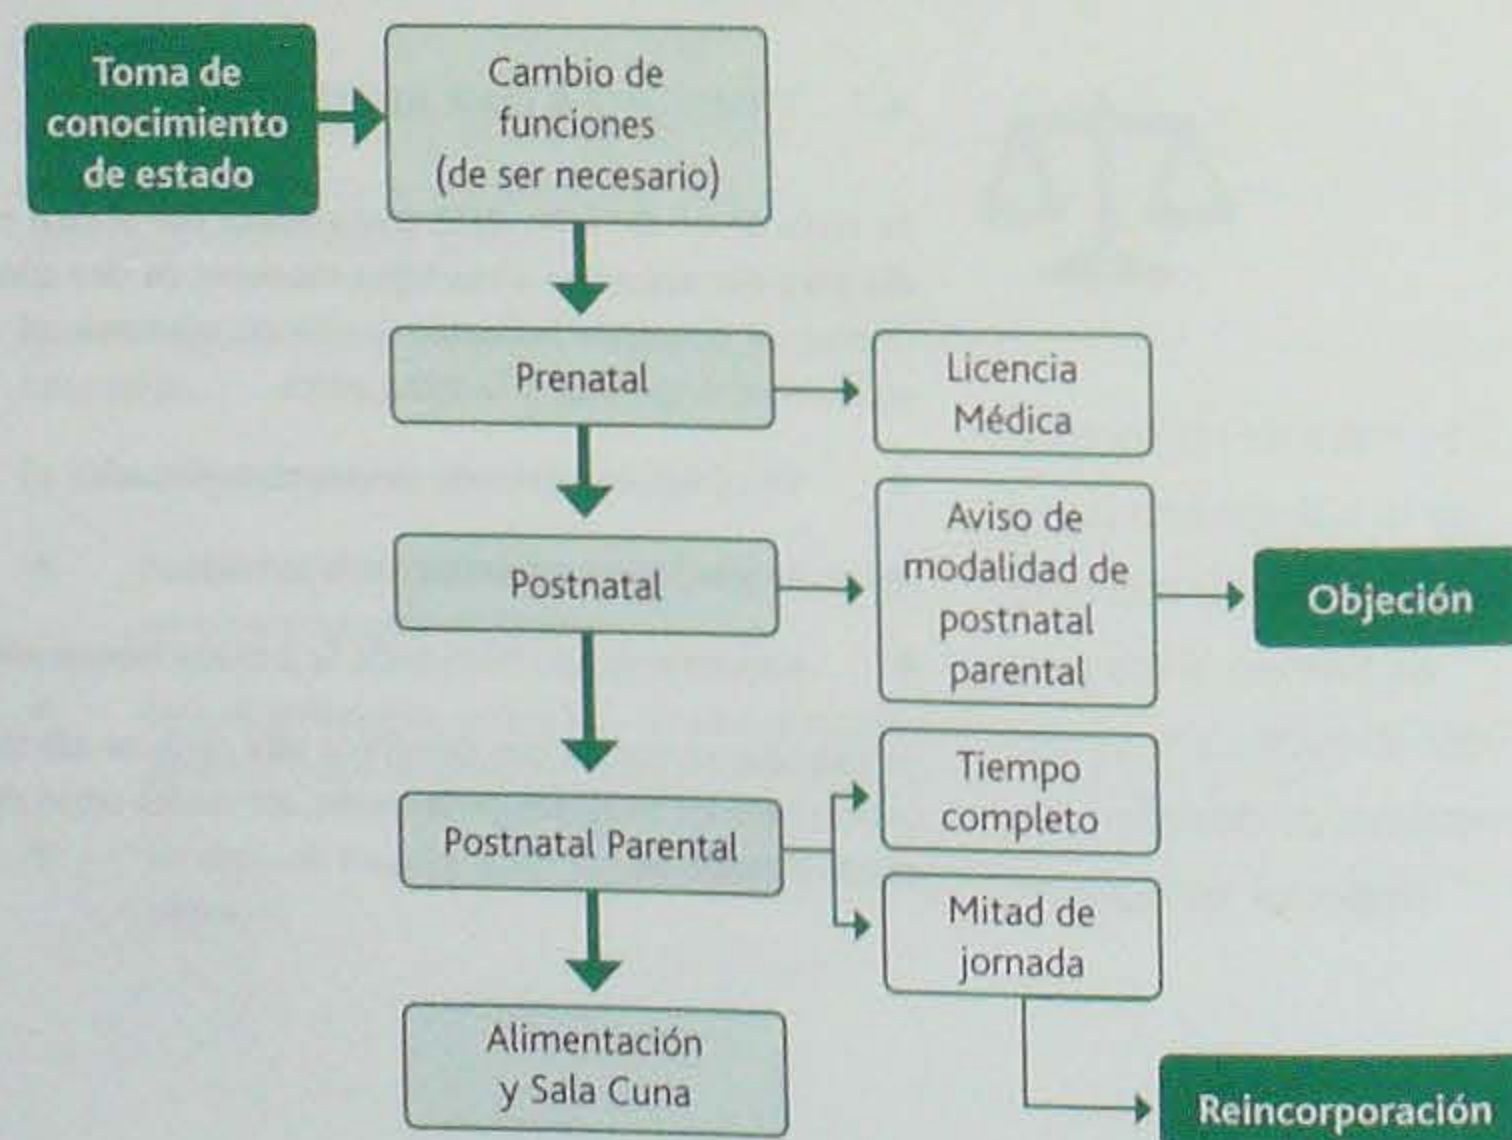 Toma de
conocimiento
de estado
Cambio de
funciones
(de ser necesario)
Prenatal
Licencia
Médica
Postnatal
Aviso de
modalidad de
postnatal
parental
Objeción
Postnatal Parental
Tiempo
completo
Mitad de
jornada
Alimentación
y Sala Cuna
Reincorporación